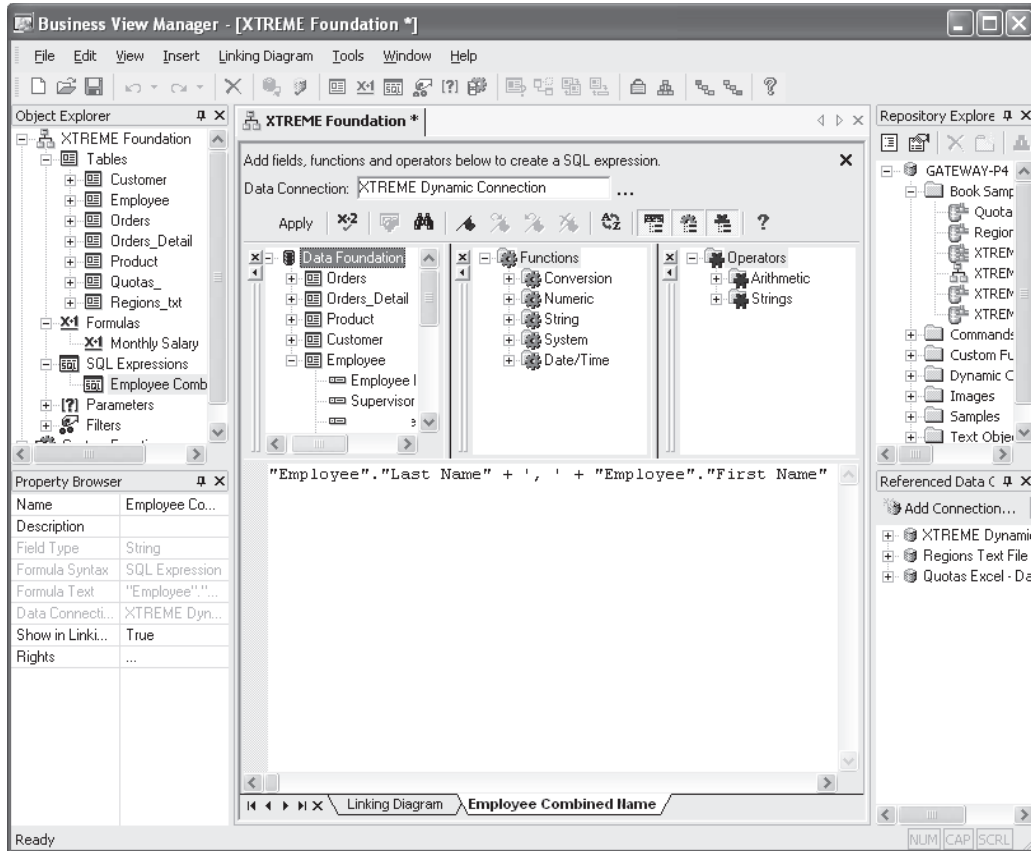 Business View Manager - [XTREME Foundation *]
File Edit View Insert Linking Diagram Tools Window Help
Object Explorer
XTREME Foundation
Tables
Customer
Employee
Orders
Orders_Detail
Product
Quotas_
Regions_txt
X+1 Formulas
X+1 Monthly Salary
SQL SQL Expressions
SQL Employee Comb
[?] Parameters
Filters
Property Browser
Name Employee Co...
Description
Field Type String
Formula Syntax SQL Expression
Formula Text "Employee"."...
Data Connecti... XTREME Dyn...
Show in Linki... True
Rights ...
XTREME Foundation *
Add fields, functions and operators below to create a SQL expression.
Data Connection: XTREME Dynamic Connection ...
Apply X+2 ?
Data Foundation
Orders
Orders_Detail
Product
Customer
Employee
Employee I
Supervisor
Functions
Conversion
Numeric
String
System
Date/Time
Operators
Arithmetic
Strings
"Employee"."Last Name" + ', ' + "Employee"."First Name"
Linking Diagram Employee Combined Name
Repository Explore
GATEWAY-P4
Book Samp
Quota
Region
XTREM
XTREM
XTREM
XTREM
Commands
Custom Fu
Dynamic C
Images
Samples
Text Objec
Referenced Data C
Add Connection...
XTREME Dynami
Regions Text File
Quotas Excel - Da
Ready
NUM CAP SCRL